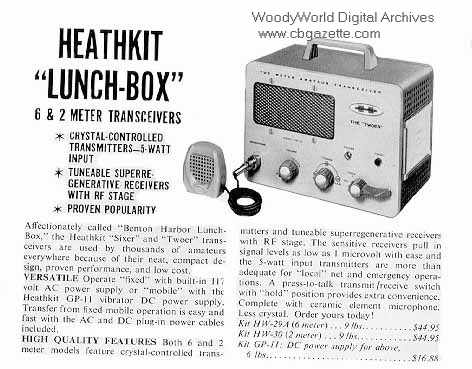 WoodyWorld Digital Archives
www.cbgazette.com
HEATHKIT
"LUNCH-BOX"
6 & 2 METER TRANSCEIVERS
* CRYSTAL-CONTROLLED
TRANSMITTERS—5-WATT
INPUT
* TUNEABLE SUPERRE-
GENERATIVE RECEIVERS
WITH RF STAGE
* PROVEN POPULARITY
TWO METER AMATEUR TRANSCEIVER
THE "TWOER"
Affectionately called "Benton Harbor Lunch-
Box," the Heathkit "Sixer" and "Twoer" trans-
ceivers are used by thousands of amateurs
everywhere because of their neat, compact de-
sign, proven performance, and low cost.
VERSATILE Operate "fixed" with built-in 117
volt AC power supply or "mobile" with the
Heathkit GP-11 vibrator DC power supply.
Transfer from fixed mobile operation is easy and
fast with the AC and DC plug-in power cables
included.
HIGH QUALITY FEATURES Both 6 and 2
meter models feature crystal-controlled trans-
mitters and tuneable superregenerative receivers
with RF stage. The sensitive receivers pull in
signal levels as low as 1 microvolt with ease and
the 5-watt input transmitters are more than
adequate for "local" net and emergency opera-
tions. A press-to-talk transmit/receive switch
with "hold" position provides extra convenience.
Complete with ceramic element microphone.
Less crystal. Order yours today!
Kit HW-29A (6 meter) . . . 9 lbs............$44.95
Kit HW-30 (2 meter) . . . 9 lbs............$44.95
Kit GP-11: DC power supply for above,
6 lbs....................................$16.88